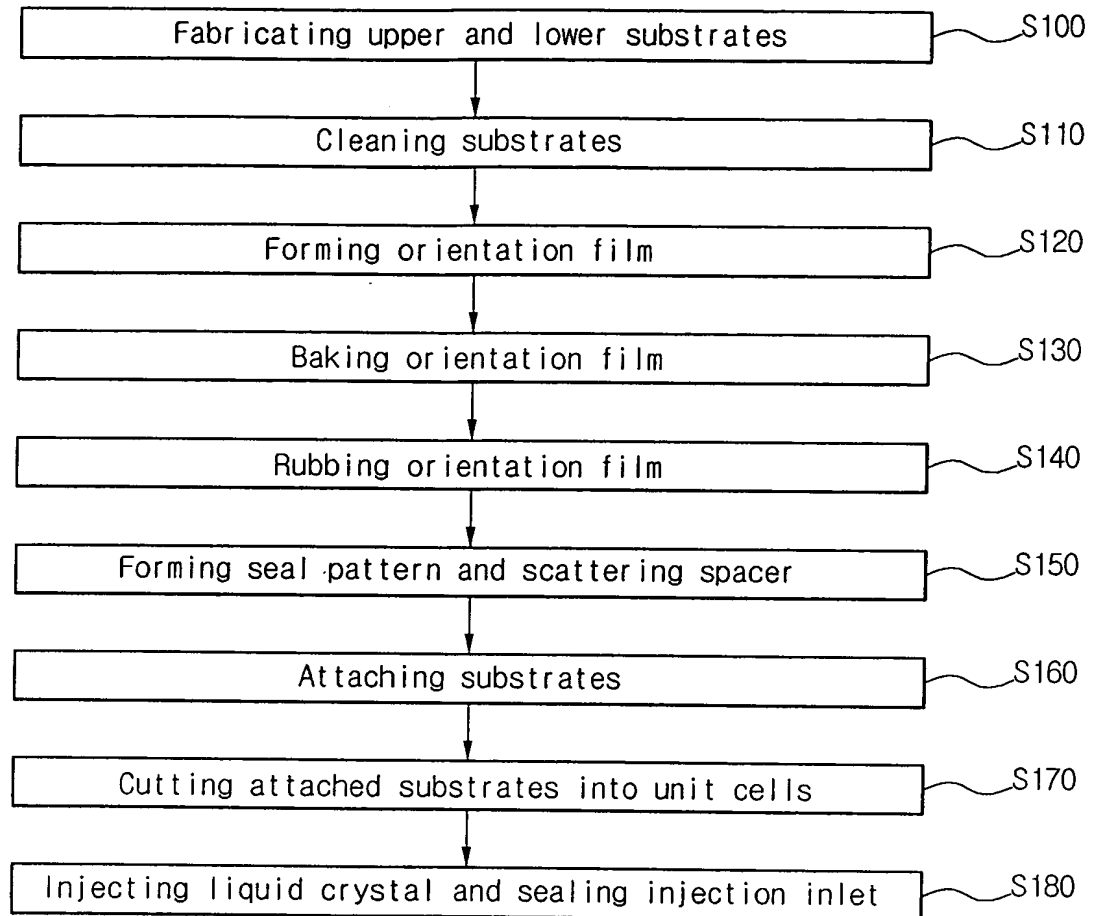 Fabricating upper and lower substrates S100
Cleaning substrates S110
Forming orientation film S120
Baking orientation film S130
Rubbing orientation film S140
Forming seal pattern and scattering spacer S150
Attaching substrates S160
Cutting attached substrates into unit cells S170
Injecting liquid crystal and sealing injection inlet S180